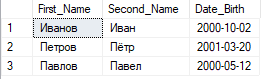 First_Name Second_Name Date_Birth
1 Иванов Иван 2000-10-02
2 Петров Пётр 2001-03-20
3 Павлов Павел 2000-05-12